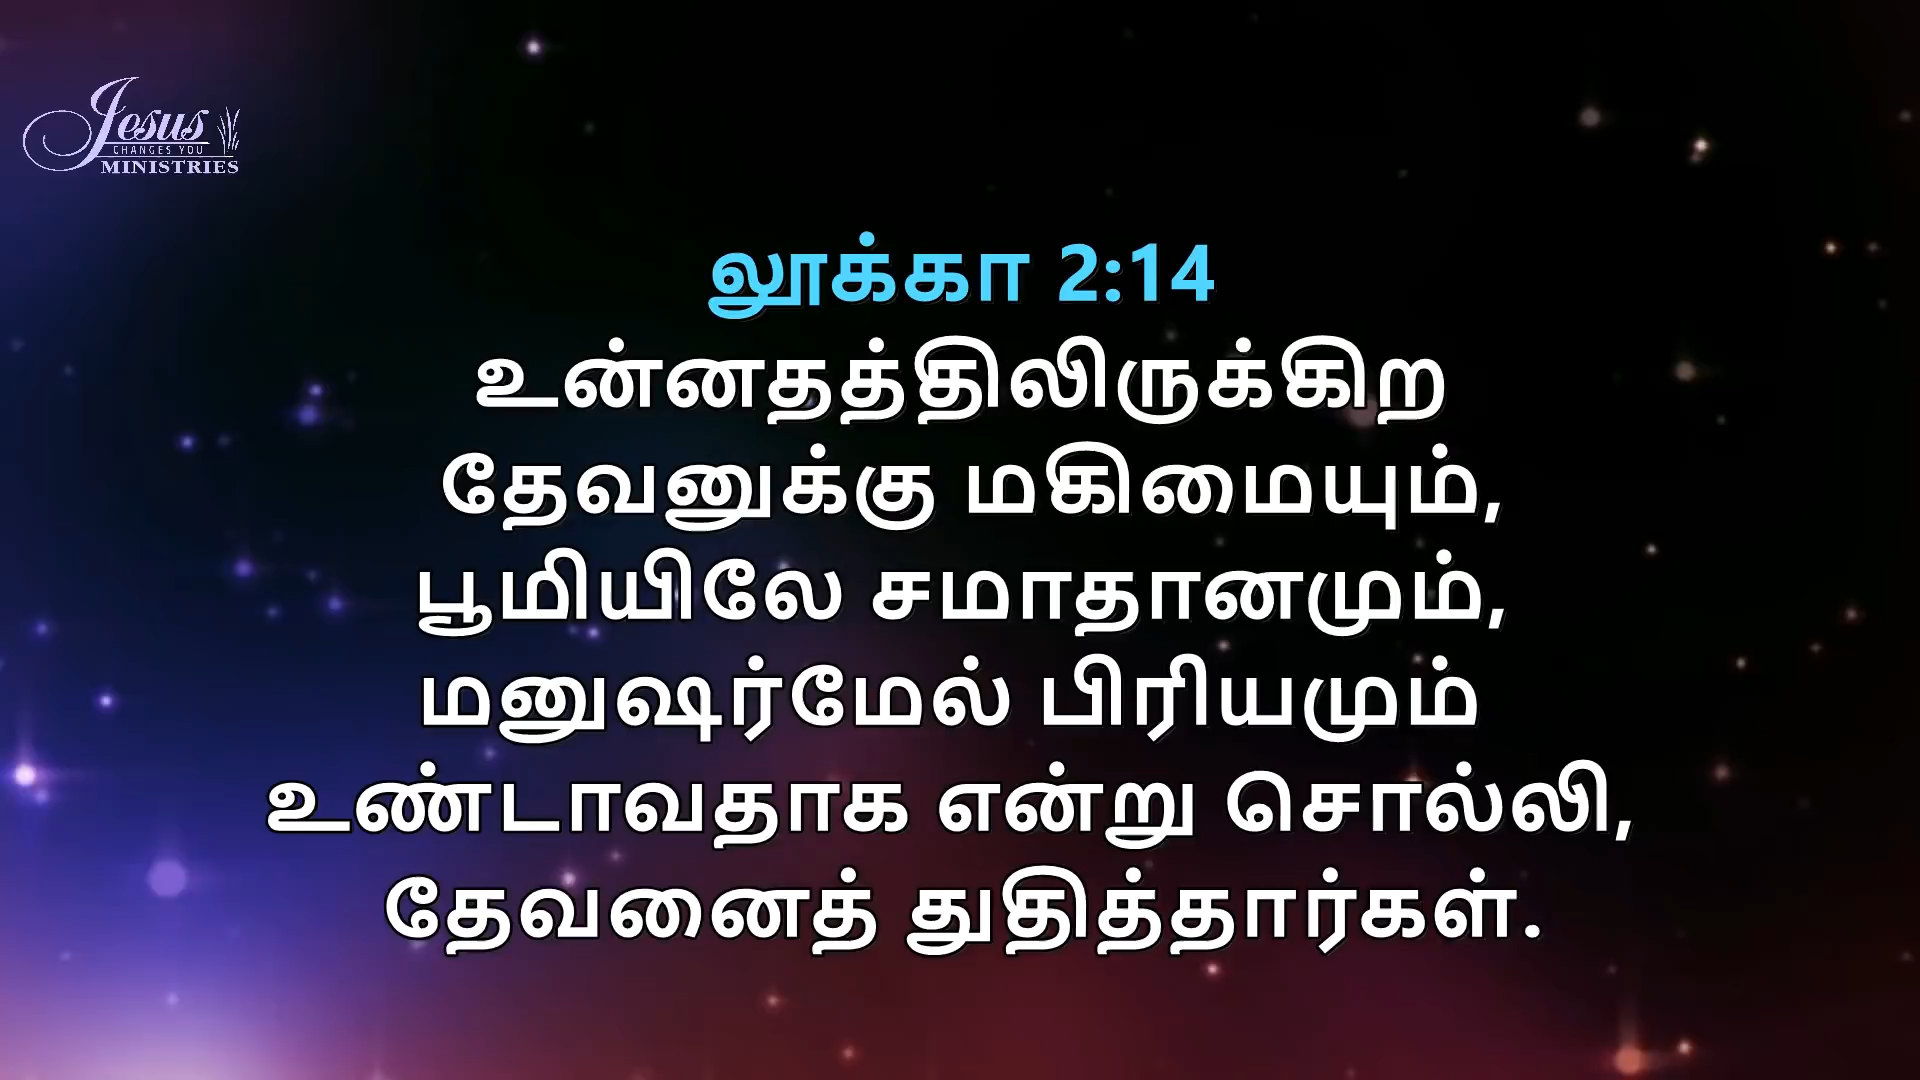 Jesus
CHANGES YOU
MINISTRIES
லூக்கா 2:14
உன்னதத்திலிருக்கிற
தேவனுக்கு மகிமையும்,
பூமியிலே சமாதானமும்,
மனுஷர்மேல் பிரியமும்
உண்டாவதாக என்று சொல்லி,
தேவனைத் துதித்தார்கள்.